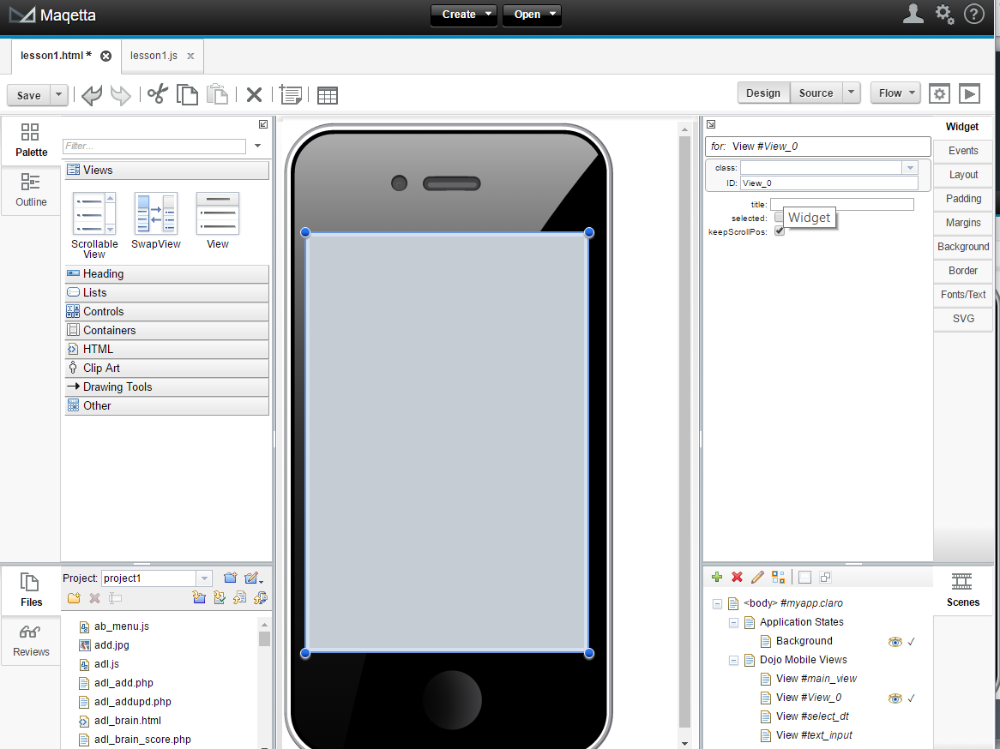 Maqetta
Create
Open
?
lesson1.html *
lesson1.js x
Save
Design
Source
Flow
Palette
Outline
Filter...
Views
Scrollable View
SwapView
View
Heading
Lists
Controls
Containers
HTML
Clip Art
Drawing Tools
Other
for: View #View_0
class:
ID: View_0
title:
selected:
Widget
keepScrollPos:
Widget
Events
Layout
Padding
Margins
Background
Border
Fonts/Text
SVG
Files
Reviews
Project: project1
ab_menu.js
add.jpg
adl.js
adl_add.php
adl_addupd.php
adl_brain.html
adl_brain_score.php
<body> #myapp.claro
Application States
Background
Dojo Mobile Views
View #main_view
View #View_0
View #select_dt
View #text_input
Scenes